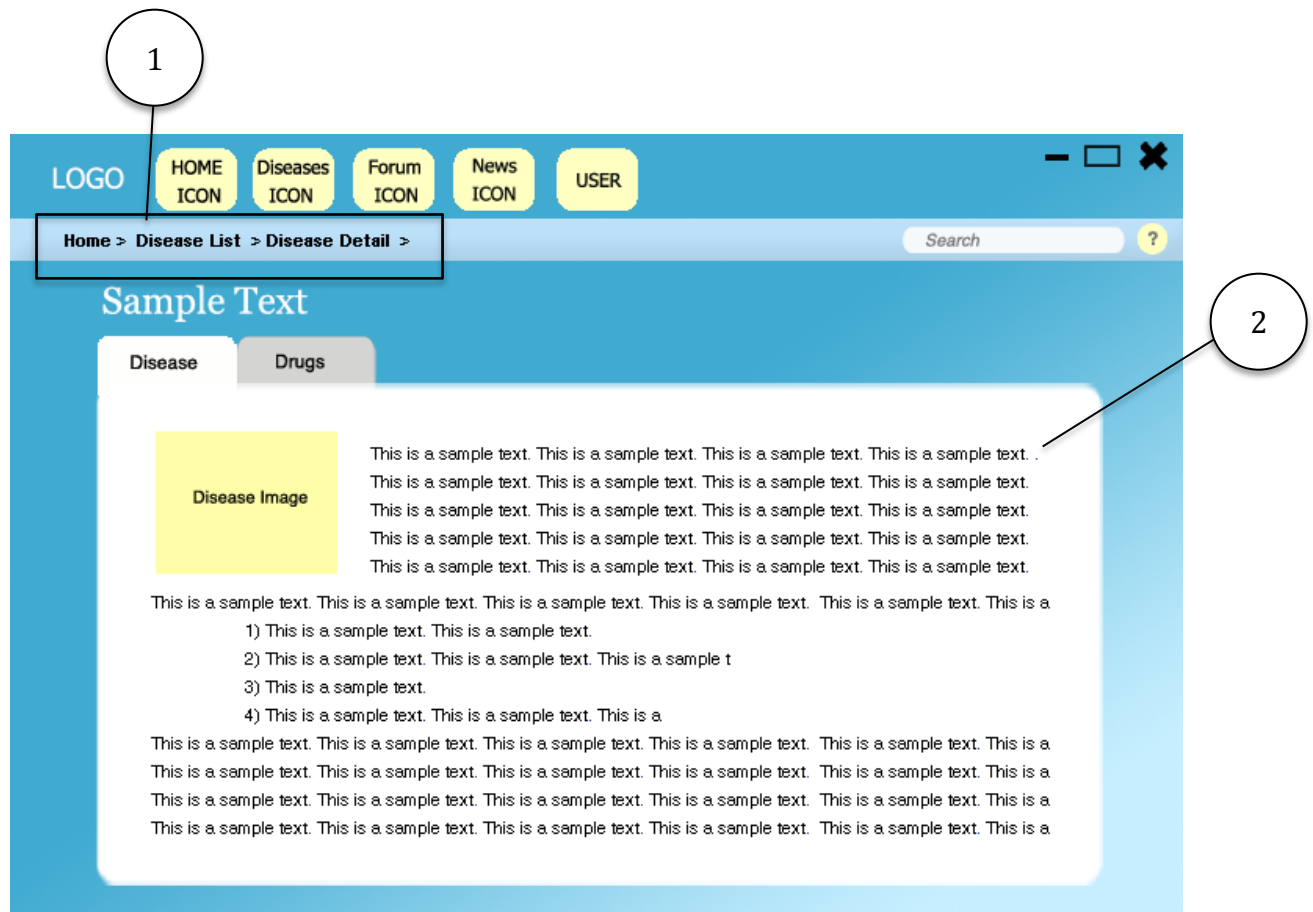 1
LOGO
HOME ICON
Diseases ICON
Forum ICON
News ICON
USER
Home > Disease List > Disease Detail >
Search
?
Sample Text
2
Disease
Drugs
Disease Image
This is a sample text. This is a sample text. This is a sample text. This is a sample text. .
This is a sample text. This is a sample text. This is a sample text. This is a sample text.
This is a sample text. This is a sample text. This is a sample text. This is a sample text.
This is a sample text. This is a sample text. This is a sample text. This is a sample text.
This is a sample text. This is a sample text. This is a sample text. This is a sample text.
This is a sample text. This is a sample text. This is a sample text. This is a sample text. This is a sample text. This is a
1) This is a sample text. This is a sample text.
2) This is a sample text. This is a sample text. This is a sample t
3) This is a sample text.
4) This is a sample text. This is a sample text. This is a
This is a sample text. This is a sample text. This is a sample text. This is a sample text. This is a sample text. This is a
This is a sample text. This is a sample text. This is a sample text. This is a sample text. This is a sample text. This is a
This is a sample text. This is a sample text. This is a sample text. This is a sample text. This is a sample text. This is a
This is a sample text. This is a sample text. This is a sample text. This is a sample text. This is a sample text. This is a